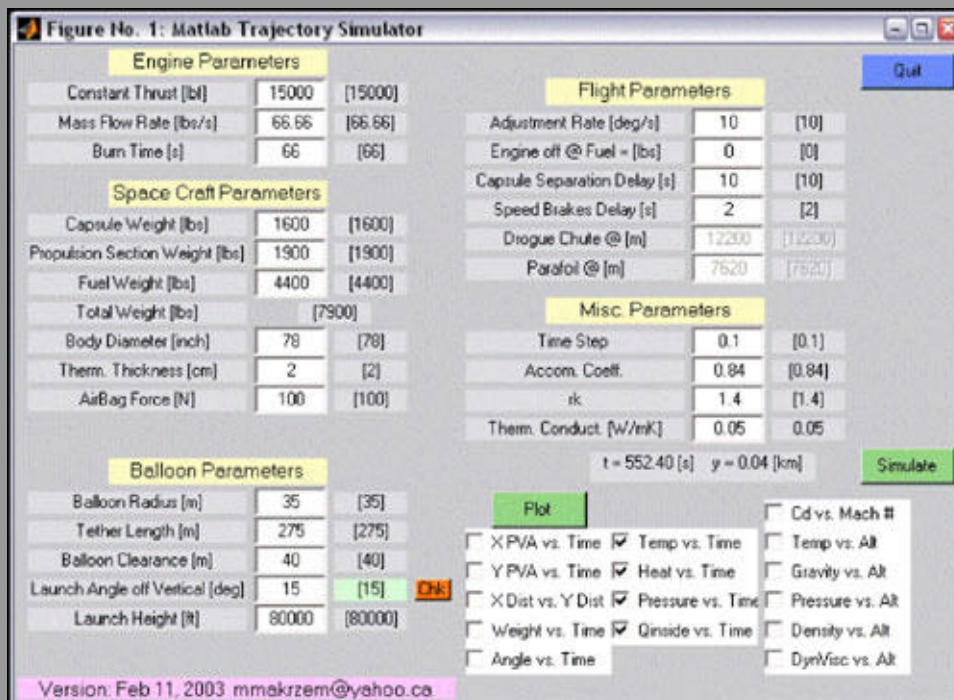 Figure No. 1: Matlab Trajectory Simulator
Engine Parameters
Constant Thrust [lbf] 15000 [15000]
Mass Flow Rate [lbs/s] 66.66 [66.66]
Burn Time [s] 66 [66]
Space Craft Parameters
Capsule Weight [lbs] 1600 [1600]
Propulsion Section Weight [lbs] 1900 [1900]
Fuel Weight [lbs] 4400 [4400]
Total Weight [lbs] [7900]
Body Diameter [inch] 78 [78]
Therm. Thickness [cm] 2 [2]
AirBag Force [N] 100 [100]
Balloon Parameters
Balloon Radius [m] 35 [35]
Tether Length [m] 275 [275]
Balloon Clearance [m] 40 [40]
Launch Angle off Vertical [deg] 15 [15] Chk
Launch Height [ft] 80000 [80000]
Version: Feb 11, 2003 mmakrzem@yahoo.ca
Quit
Flight Parameters
Adjustment Rate [deg/s] 10 [10]
Engine off @ Fuel = [lbs] 0 [0]
Capsule Separation Delay [s] 10 [10]
Speed Brakes Delay [s] 2 [2]
Drogue Chute @ [m] 12200 [12200]
Parafoil @ [m] 7620 [7620]
Misc. Parameters
Time Step 0.1 [0.1]
Accom. Coeff. 0.84 [0.84]
rk 1.4 [1.4]
Therm. Conduct. [W/mK] 0.05 0.05
t = 552.40 [s] y = 0.04 [km]
Simulate
Plot
X PVA vs. Time
Y PVA vs. Time
X Dist vs. Y Dist
Weight vs. Time
Angle vs. Time
Temp vs. Time
Heat vs. Time
Pressure vs. Time
Qinside vs. Time
Cd vs. Mach #
Temp vs. Alt
Gravity vs. Alt
Pressure vs. Alt
Density vs. Alt
DynVisc vs. Alt